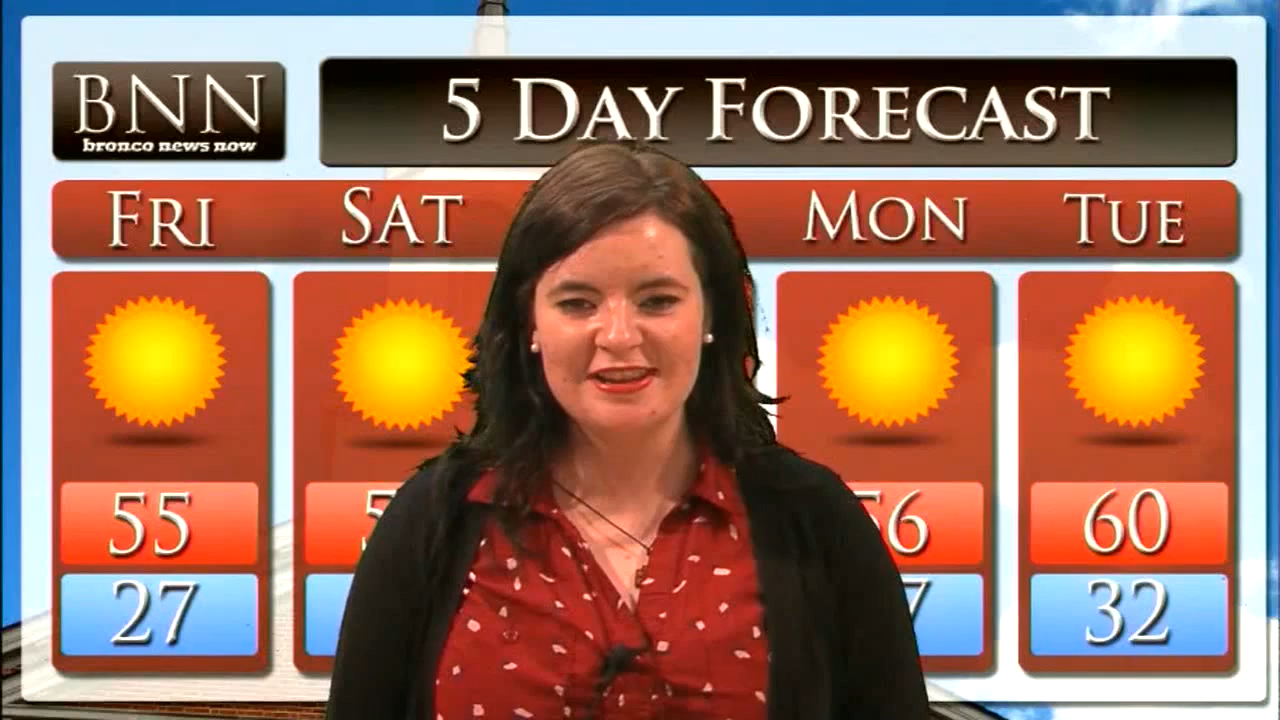 BNN
bronco news now
5 DAY FORECAST
FRI SAT MON TUE
55 60
27 32